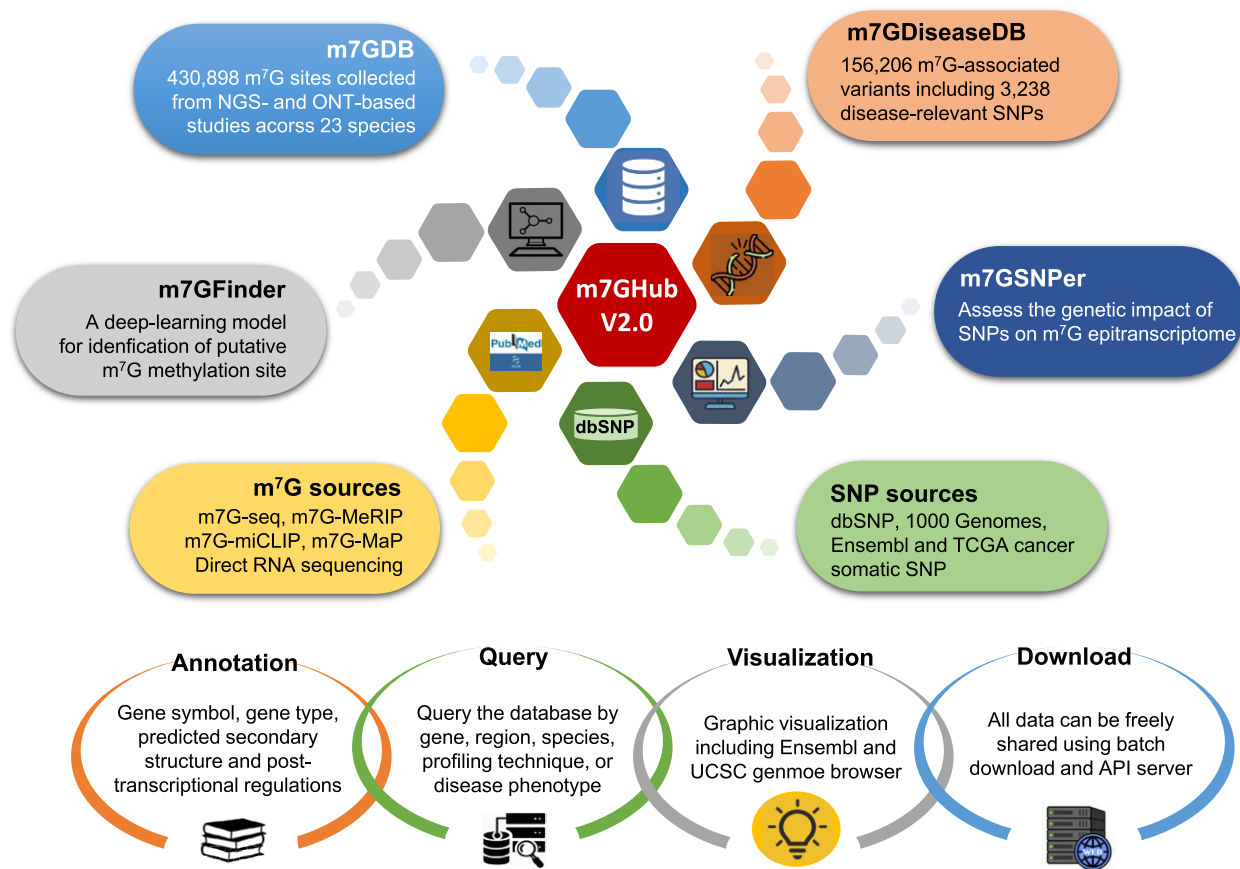 m7GDB
430,898 m⁷G sites collected
from NGS- and ONT-based
studies acorss 23 species
m7GDiseaseDB
156,206 m⁷G-associated
variants including 3,238
disease-relevant SNPs
m7GFinder
A deep-learning model
for idenfication of putative
m⁷G methylation site
m7GHub
V2.0
m7GSNPer
Assess the genetic impact of
SNPs on m⁷G epitranscriptome
PubMed
dbSNP
m⁷G sources
m7G-seq, m7G-MeRIP
m7G-miCLIP, m7G-MaP
Direct RNA sequencing
SNP sources
dbSNP, 1000 Genomes,
Ensembl and TCGA cancer
somatic SNP
Annotation
Gene symbol, gene type,
predicted secondary
structure and post-
transcriptional regulations
Query
Query the database by
gene, region, species,
profiling technique, or
disease phenotype
Visualization
Graphic visualization
including Ensembl and
UCSC genmoe browser
Download
All data can be freely
shared using batch
download and API server
WEB